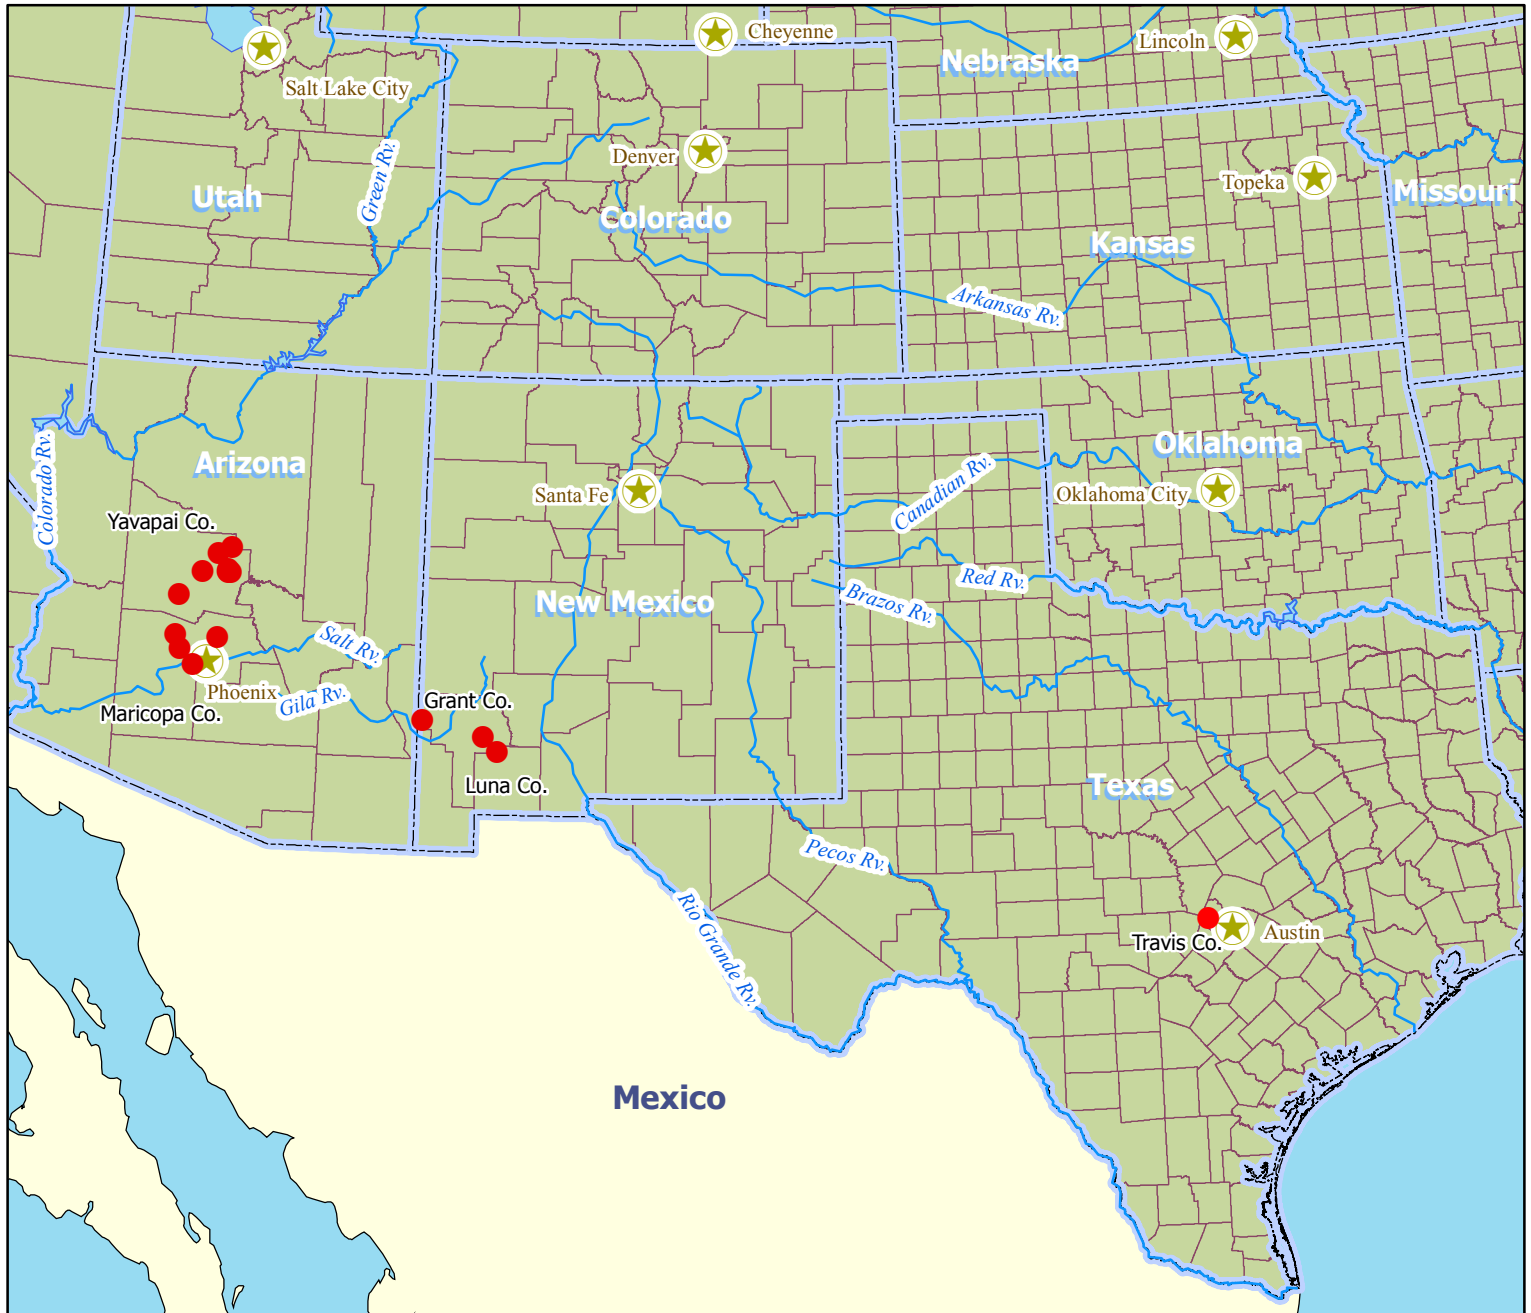 Cheyenne
Lincoln
Nebraska
Salt Lake City
Denver
Green Rv.
Topeka
Utah
Missouri
Colorado
Kansas
Arkansas Rv.
Oklahoma
Arizona
Colorado Rv.
Santa Fe
Canadian Rv.
Oklahoma City
Yavapai Co.
Red Rv.
Brazos Rv.
New Mexico
Salt Rv.
Phoenix
Gila Rv.
Grant Co.
Maricopa Co.
Luna Co.
Texas
Pecos Rv.
Rio Grande Rv.
Austin
Travis Co.
Mexico